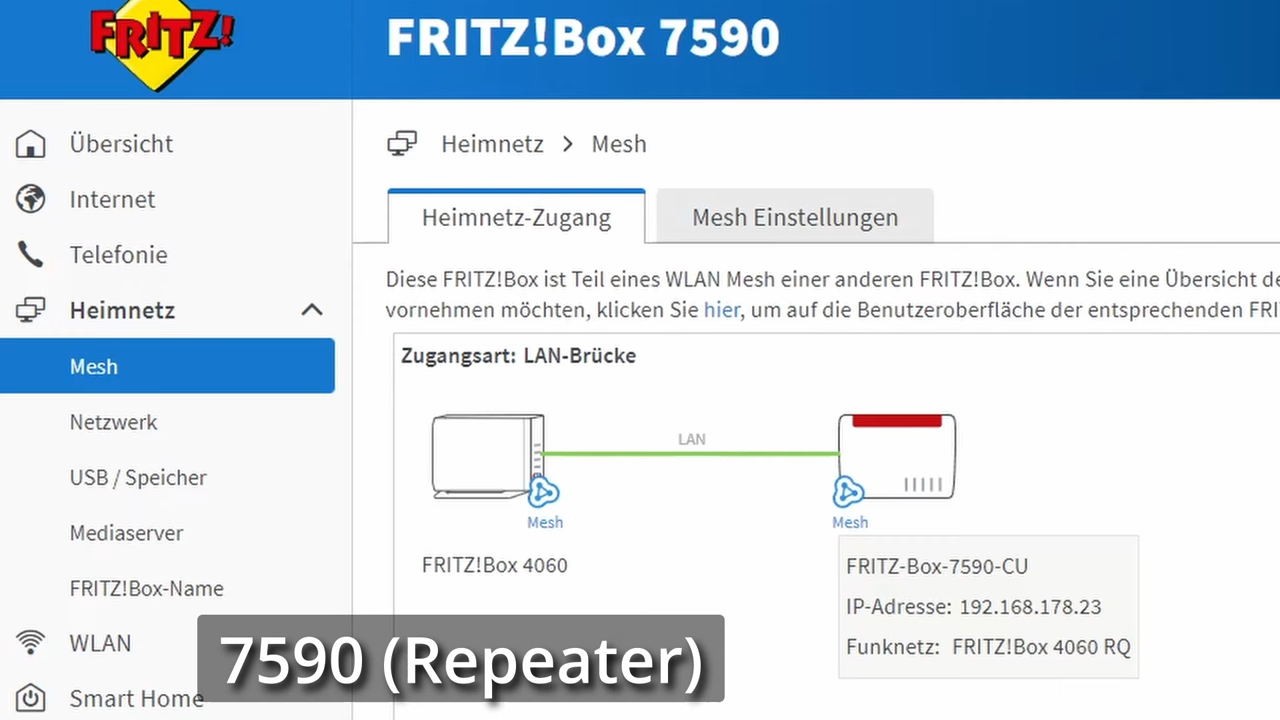 FRITZ!
FRITZ!Box 7590
Übersicht
Internet
Telefonie
Heimnetz
Mesh
Netzwerk
USB / Speicher
Mediaserver
FRITZ!Box-Name
WLAN
Smart Home
Heimnetz > Mesh
Heimnetz-Zugang
Mesh Einstellungen
Diese FRITZ!Box ist Teil eines WLAN Mesh einer anderen FRITZ!Box. Wenn Sie eine Übersicht
vornehmen möchten, klicken Sie hier, um auf die Benutzeroberfläche der entsprechenden
Zugangsart: LAN-Brücke
LAN
Mesh
Mesh
FRITZ!Box 4060
FRITZ-Box-7590-CU
IP-Adresse: 192.168.178.23
Funknetz: FRITZ!Box 4060 RQ
7590 (Repeater)